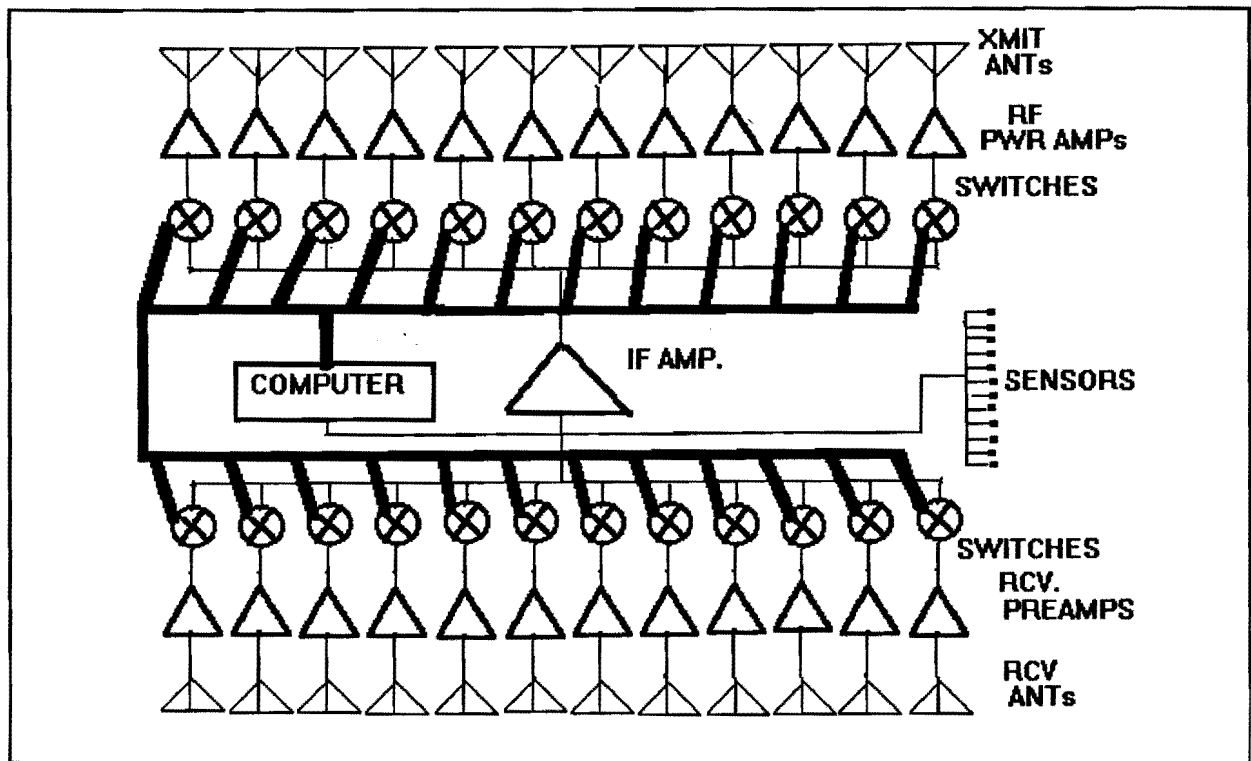 XMIT
ANTs
RF
PWR AMPs
SWITCHES
IF AMP.
COMPUTER
SENSORS
SWITCHES
RCV.
PREAMPS
RCV
ANTs